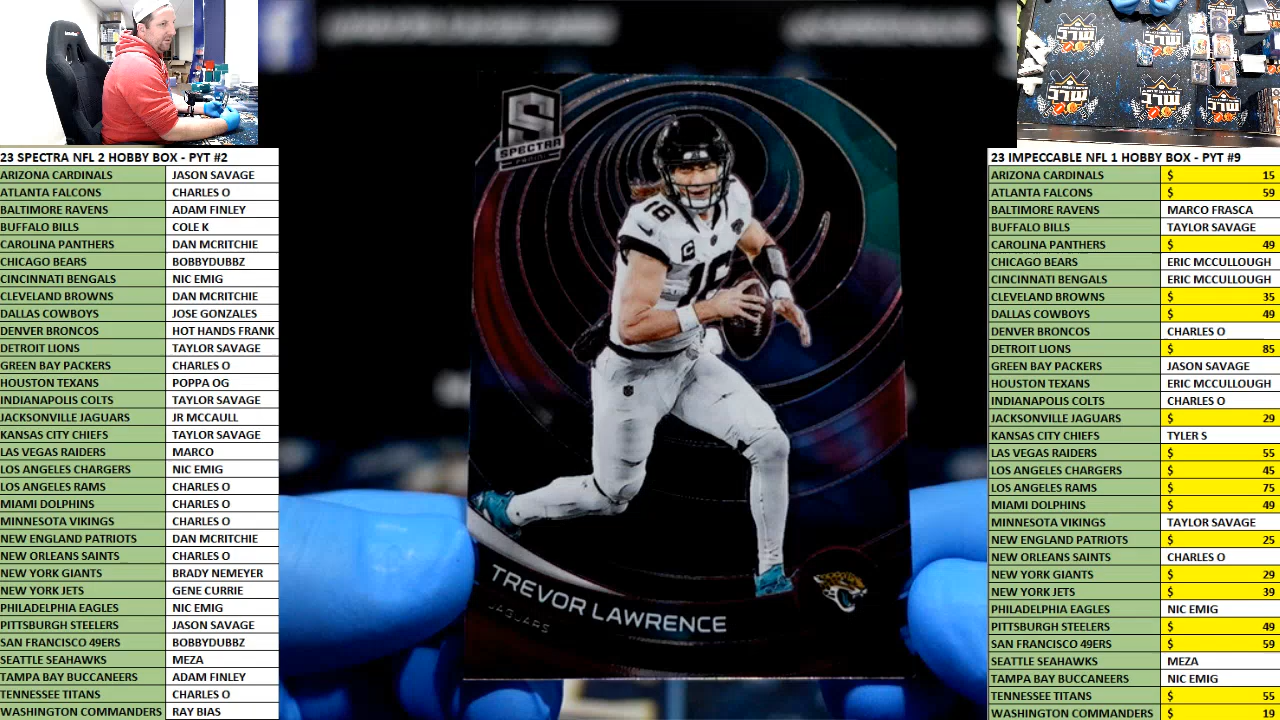 23 SPECTRA NFL 2 HOBBY BOX - PYT #2
ARIZONA CARDINALS JASON SAVAGE
ATLANTA FALCONS CHARLES O
BALTIMORE RAVENS ADAM FINLEY
BUFFALO BILLS COLE K
CAROLINA PANTHERS DAN MCRITCHIE
CHICAGO BEARS BOBBYDUBBZ
CINCINNATI BENGALS NIC EMIG
CLEVELAND BROWNS DAN MCRITCHIE
DALLAS COWBOYS JOSE GONZALES
DENVER BRONCOS HOT HANDS FRANK
DETROIT LIONS TAYLOR SAVAGE
GREEN BAY PACKERS CHARLES O
HOUSTON TEXANS POPPA OG
INDIANAPOLIS COLTS TAYLOR SAVAGE
JACKSONVILLE JAGUARS JR MCCAULL
KANSAS CITY CHIEFS TAYLOR SAVAGE
LAS VEGAS RAIDERS MARCO
LOS ANGELES CHARGERS NIC EMIG
LOS ANGELES RAMS CHARLES O
MIAMI DOLPHINS CHARLES O
MINNESOTA VIKINGS CHARLES O
NEW ENGLAND PATRIOTS DAN MCRITCHIE
NEW ORLEANS SAINTS CHARLES O
NEW YORK GIANTS BRADY NEMEYER
NEW YORK JETS GENE CURRIE
PHILADELPHIA EAGLES NIC EMIG
PITTSBURGH STEELERS JASON SAVAGE
SAN FRANCISCO 49ERS BOBBYDUBBZ
SEATTLE SEAHAWKS MEZA
TAMPA BAY BUCCANEERS ADAM FINLEY
TENNESSEE TITANS CHARLES O
WASHINGTON COMMANDERS RAY BIAS
S
SPECTRA
PANINI
16
C
16
TREVOR LAWRENCE
JAGUARS
23 IMPECCABLE NFL 1 HOBBY BOX - PYT #9
ARIZONA CARDINALS $ 15
ATLANTA FALCONS $ 59
BALTIMORE RAVENS MARCO FRASCA
BUFFALO BILLS TAYLOR SAVAGE
CAROLINA PANTHERS $ 49
CHICAGO BEARS ERIC MCCULLOUGH
CINCINNATI BENGALS ERIC MCCULLOUGH
CLEVELAND BROWNS $ 35
DALLAS COWBOYS $ 49
DENVER BRONCOS CHARLES O
DETROIT LIONS $ 85
GREEN BAY PACKERS JASON SAVAGE
HOUSTON TEXANS ERIC MCCULLOUGH
INDIANAPOLIS COLTS CHARLES O
JACKSONVILLE JAGUARS $ 29
KANSAS CITY CHIEFS TYLER S
LAS VEGAS RAIDERS $ 55
LOS ANGELES CHARGERS $ 45
LOS ANGELES RAMS $ 75
MIAMI DOLPHINS $ 49
MINNESOTA VIKINGS TAYLOR SAVAGE
NEW ENGLAND PATRIOTS $ 25
NEW ORLEANS SAINTS CHARLES O
NEW YORK GIANTS $ 29
NEW YORK JETS $ 39
PHILADELPHIA EAGLES NIC EMIG
PITTSBURGH STEELERS $ 49
SAN FRANCISCO 49ERS $ 59
SEATTLE SEAHAWKS MEZA
TAMPA BAY BUCCANEERS NIC EMIG
TENNESSEE TITANS $ 55
WASHINGTON COMMANDERS $ 19